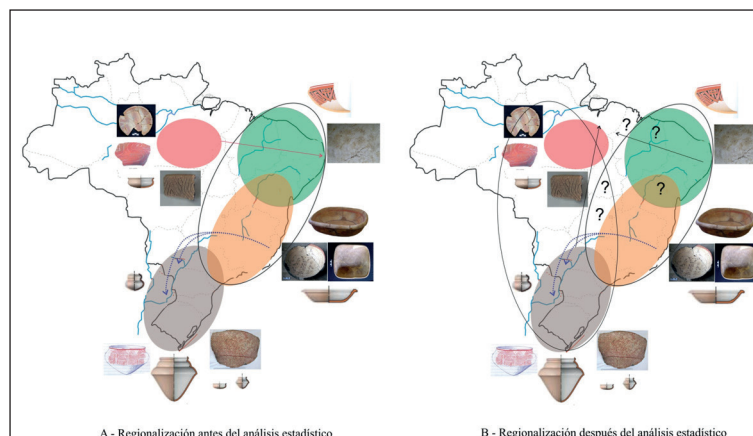 ?
?
?
?
?
A - Regionalización antes del análisis estadístico
B - Regionalización después del análisis estadístico